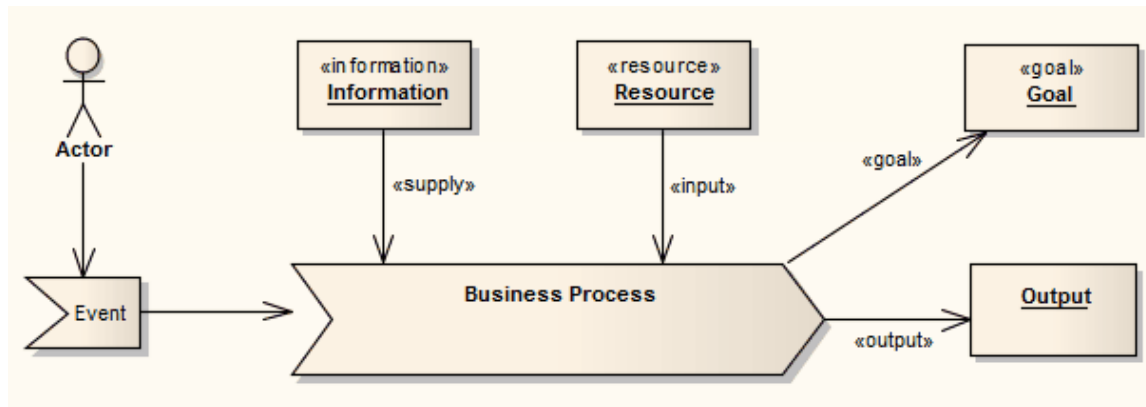 «information»
Information
«resource»
Resource
«goal»
Goal
Actor
«supply»
«input»
«goal»
Event
Business Process
Output
«output»